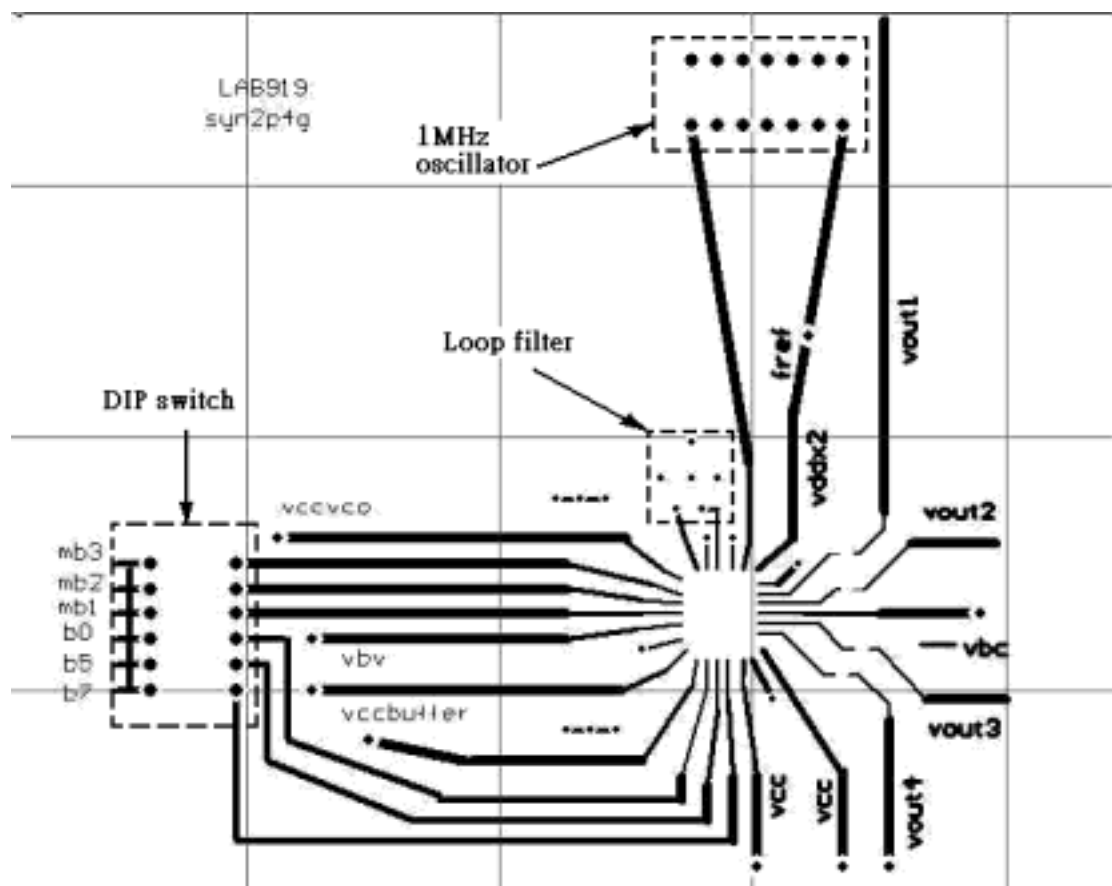 LAB919
syn2p4g
1MHz
oscillator
vout1
fref
Loop filter
DIP switch
vddx2
vccvco
vout2
mb3
mb2
mb1
b0
b5
b7
vbv
vbc
vccbuffer
vout3
vcc
vcc
vout4